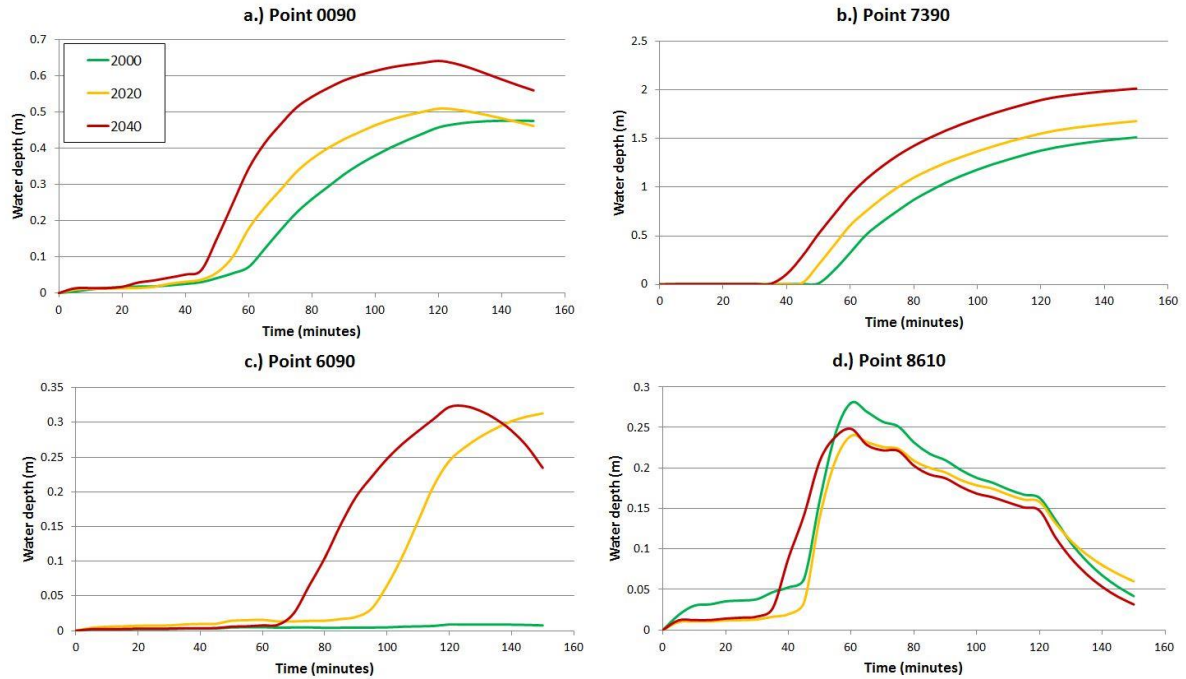 a.) Point 0090
Water depth (m)
0.7
0.6
0.5
0.4
0.3
0.2
0.1
0
2000
2020
2040
0 20 40 60 80 100 120 140 160
Time (minutes)
b.) Point 7390
Water depth (m)
2.5
2
1.5
1
0.5
0
0 20 40 60 80 100 120 140 160
Time (minutes)
c.) Point 6090
Water depth (m)
0.35
0.3
0.25
0.2
0.15
0.1
0.05
0
0 20 40 60 80 100 120 140 160
Time (minutes)
d.) Point 8610
Water depth (m)
0.3
0.25
0.2
0.15
0.1
0.05
0
0 20 40 60 80 100 120 140 160
Time (minutes)